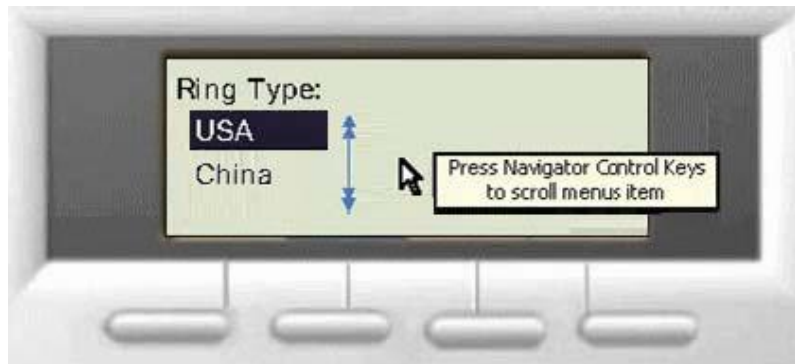 Ring Type:
USA
China
Press Navigator Control Keys
to scroll menus item